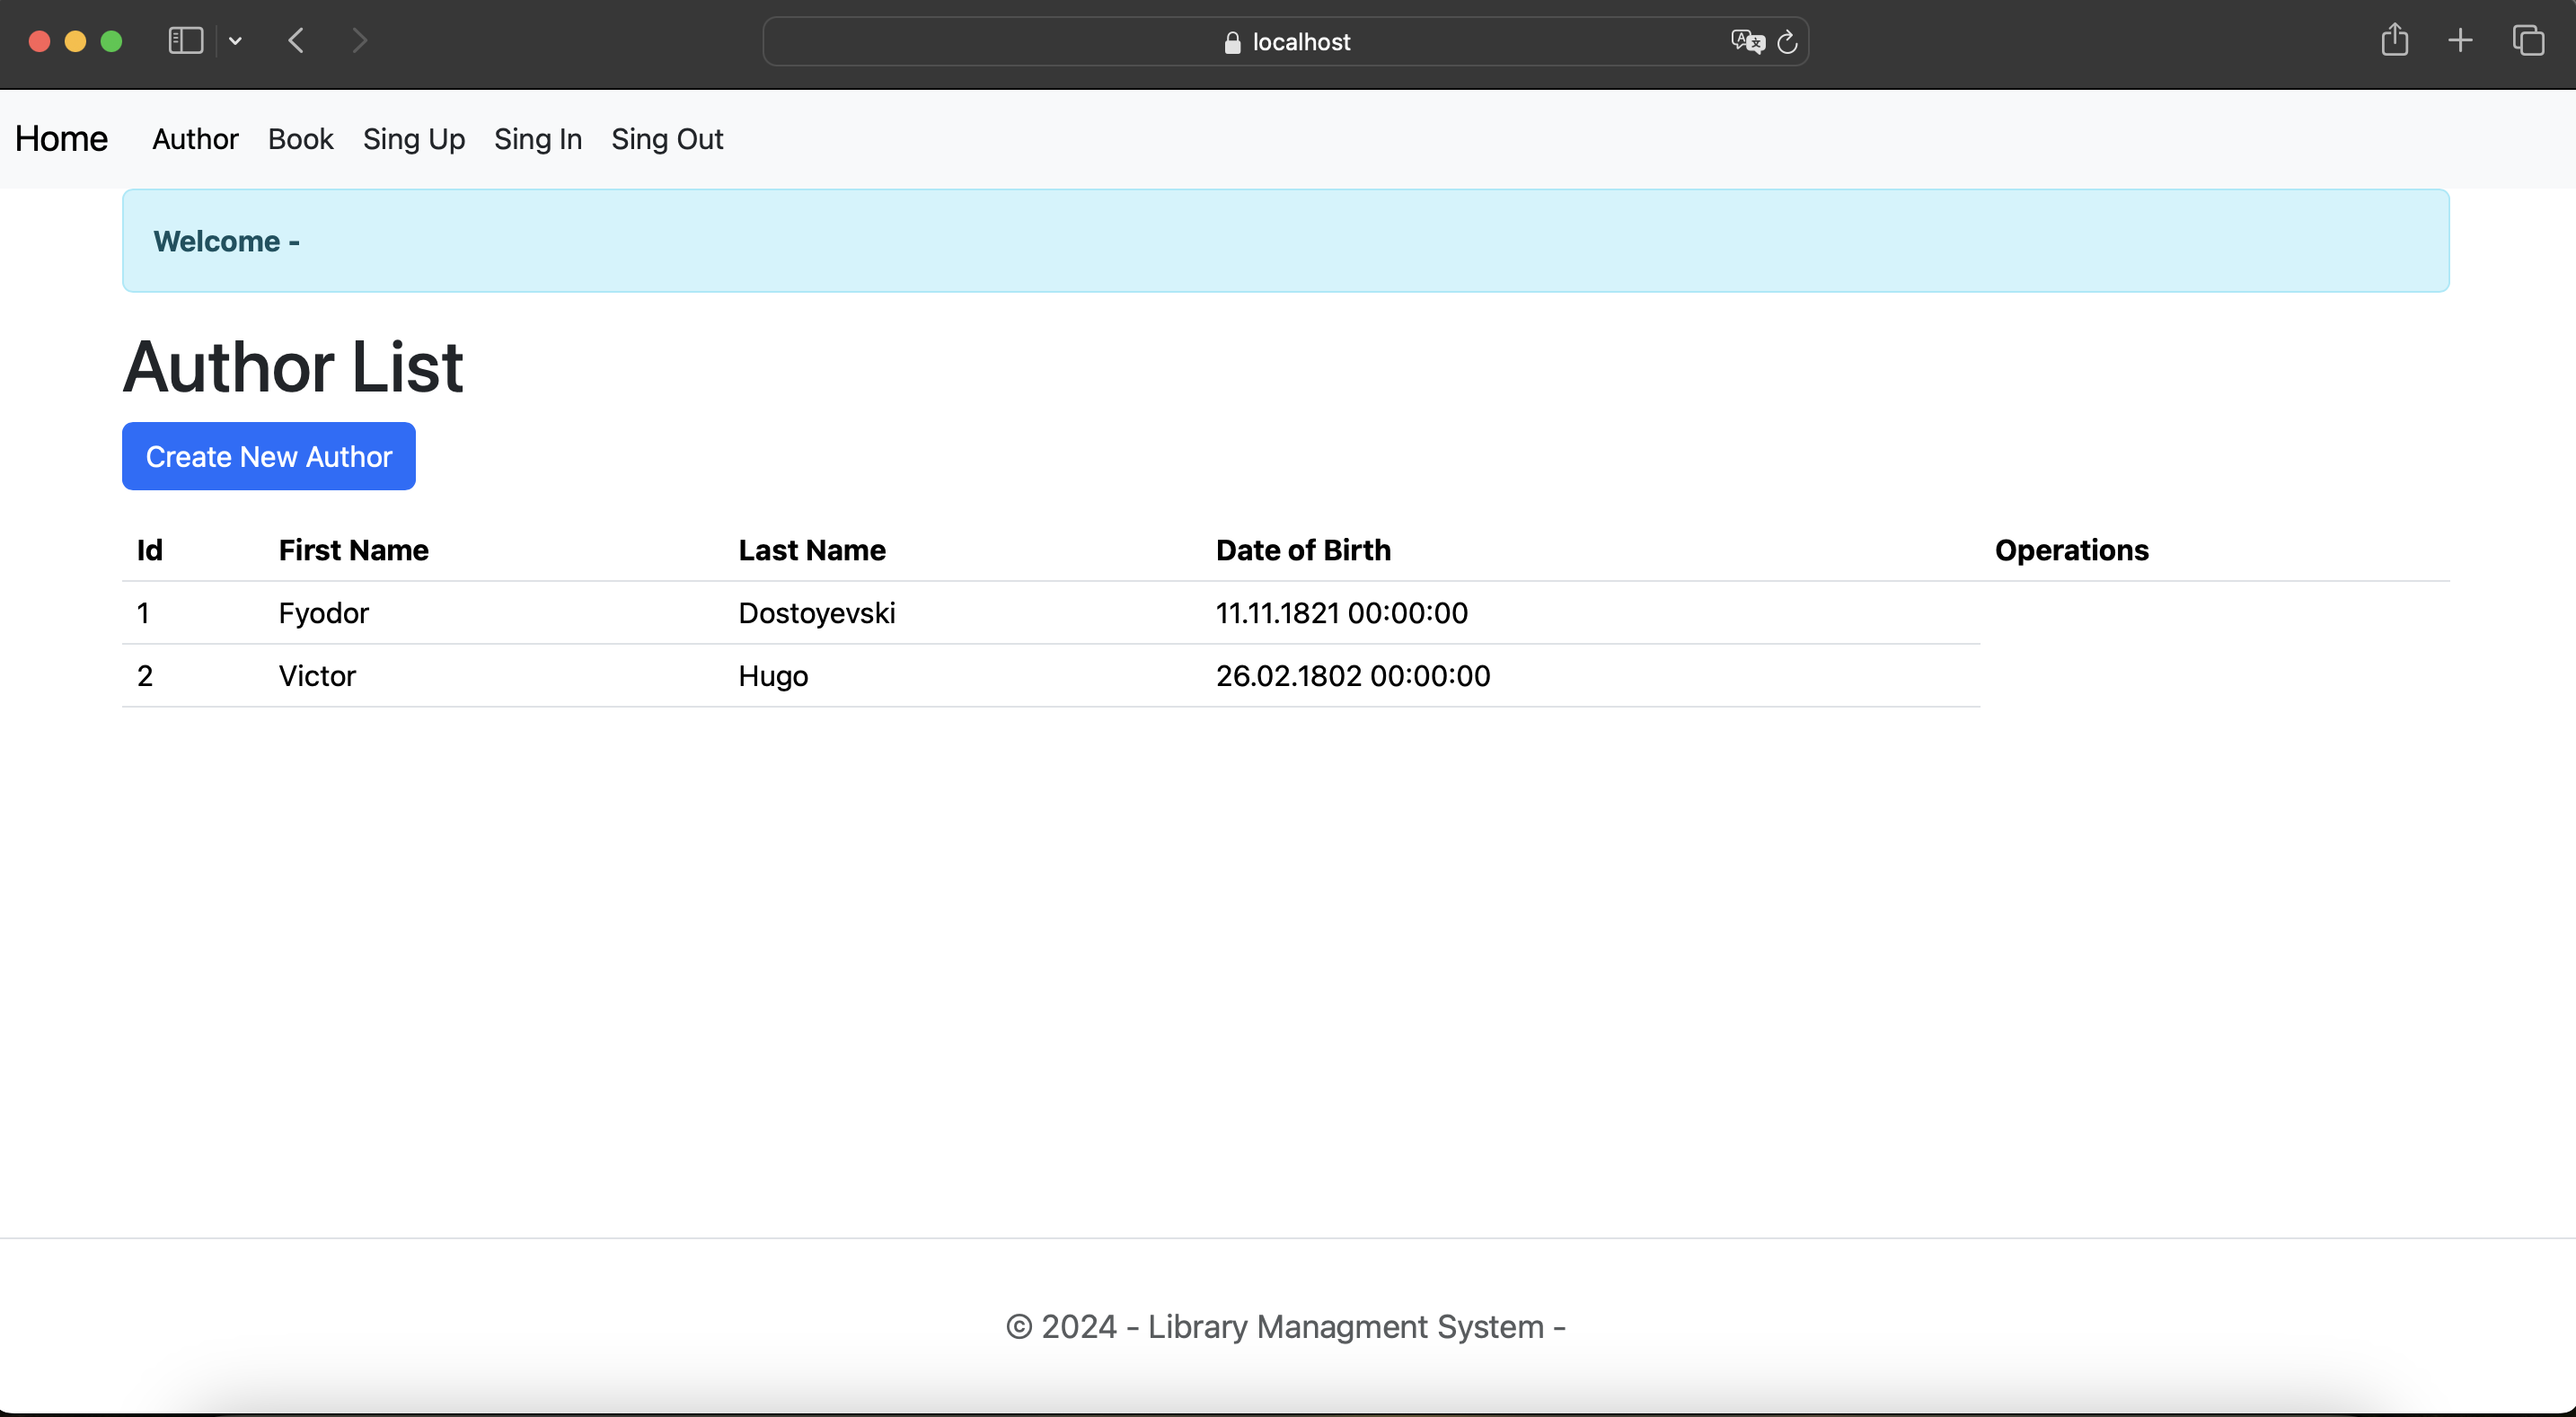 localhost
Home Author Book Sing Up Sing In Sing Out
Welcome -
Author List
Create New Author
Id First Name Last Name Date of Birth Operations
1 Fyodor Dostoyevski 11.11.1821 00:00:00
2 Victor Hugo 26.02.1802 00:00:00
© 2024 - Library Managment System -